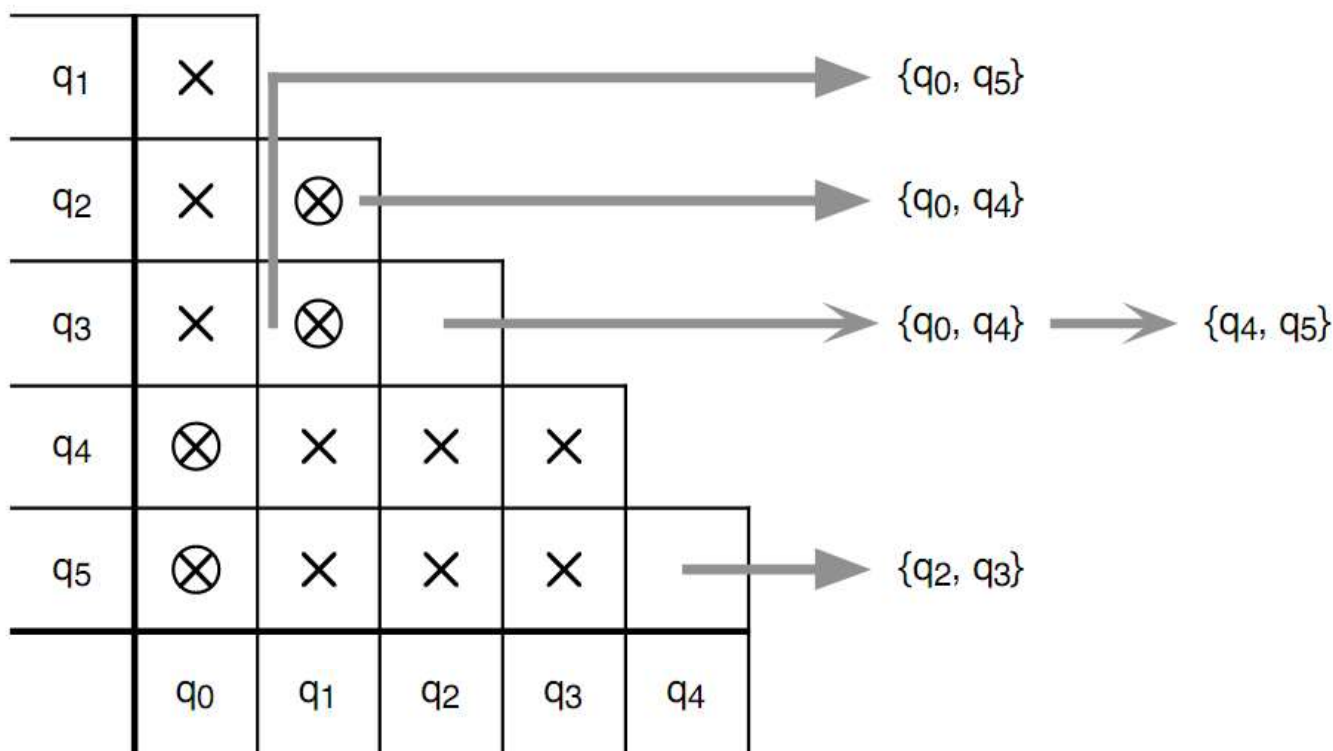 q1 {q0, q5}
q2 {q0, q4}
q3 {q0, q4} {q4, q5}
q4
q5 {q2, q3}
q0 q1 q2 q3 q4